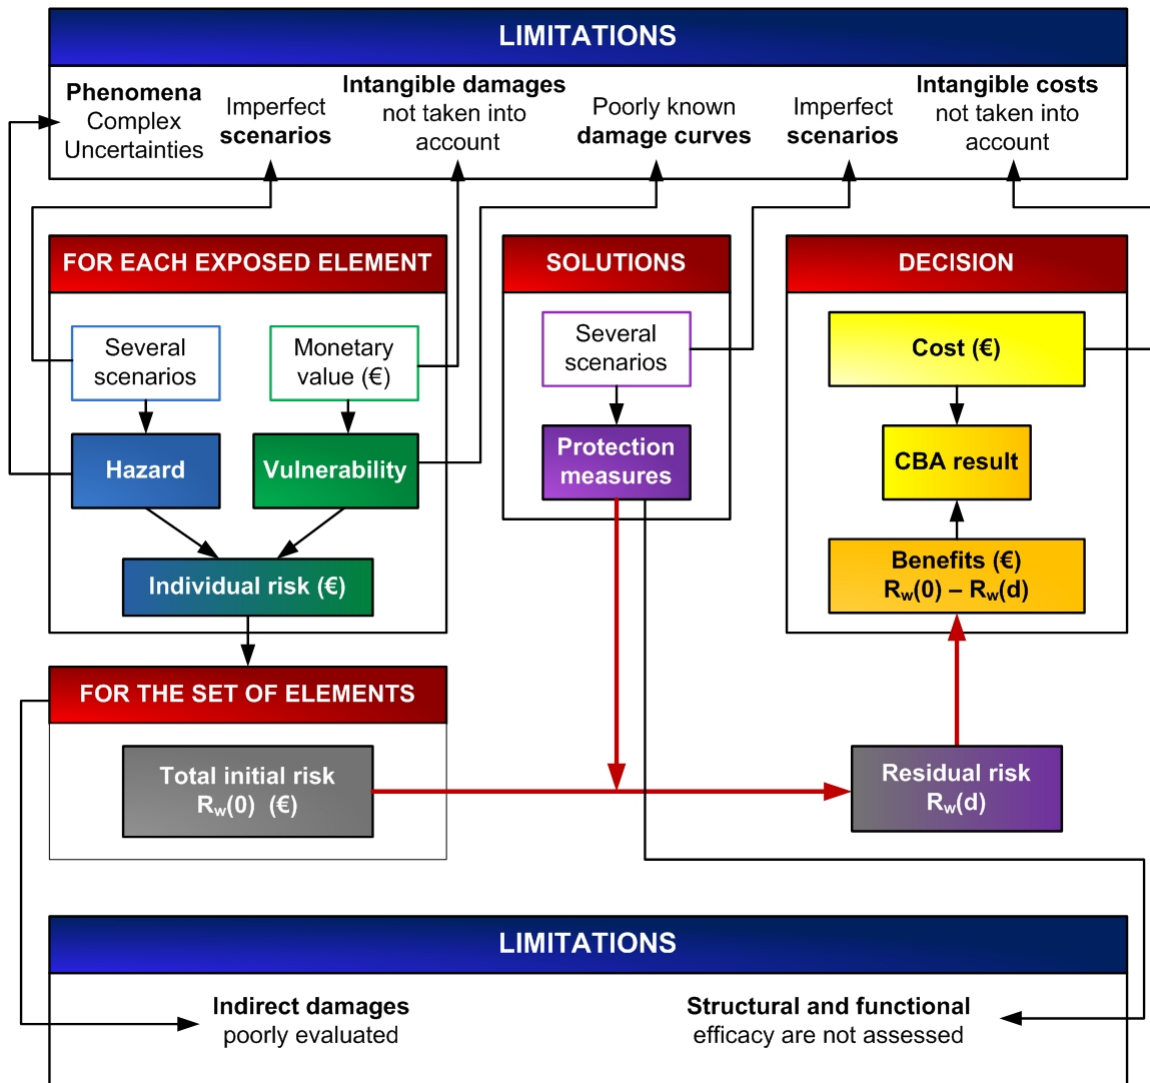 LIMITATIONS
Phenomena
Complex
Uncertainties
Imperfect
scenarios
Intangible damages
not taken into
account
Poorly known
damage curves
Imperfect
scenarios
Intangible costs
not taken into
account
FOR EACH EXPOSED ELEMENT
Several
scenarios
Monetary
value (€)
Hazard
Vulnerability
Individual risk (€)
SOLUTIONS
Several
scenarios
Protection
measures
DECISION
Cost (€)
CBA result
Benefits (€)
Rw(0) – Rw(d)
FOR THE SET OF ELEMENTS
Total initial risk
Rw(0) (€)
Residual risk
Rw(d)
LIMITATIONS
Indirect damages
poorly evaluated
Structural and functional
efficacy are not assessed